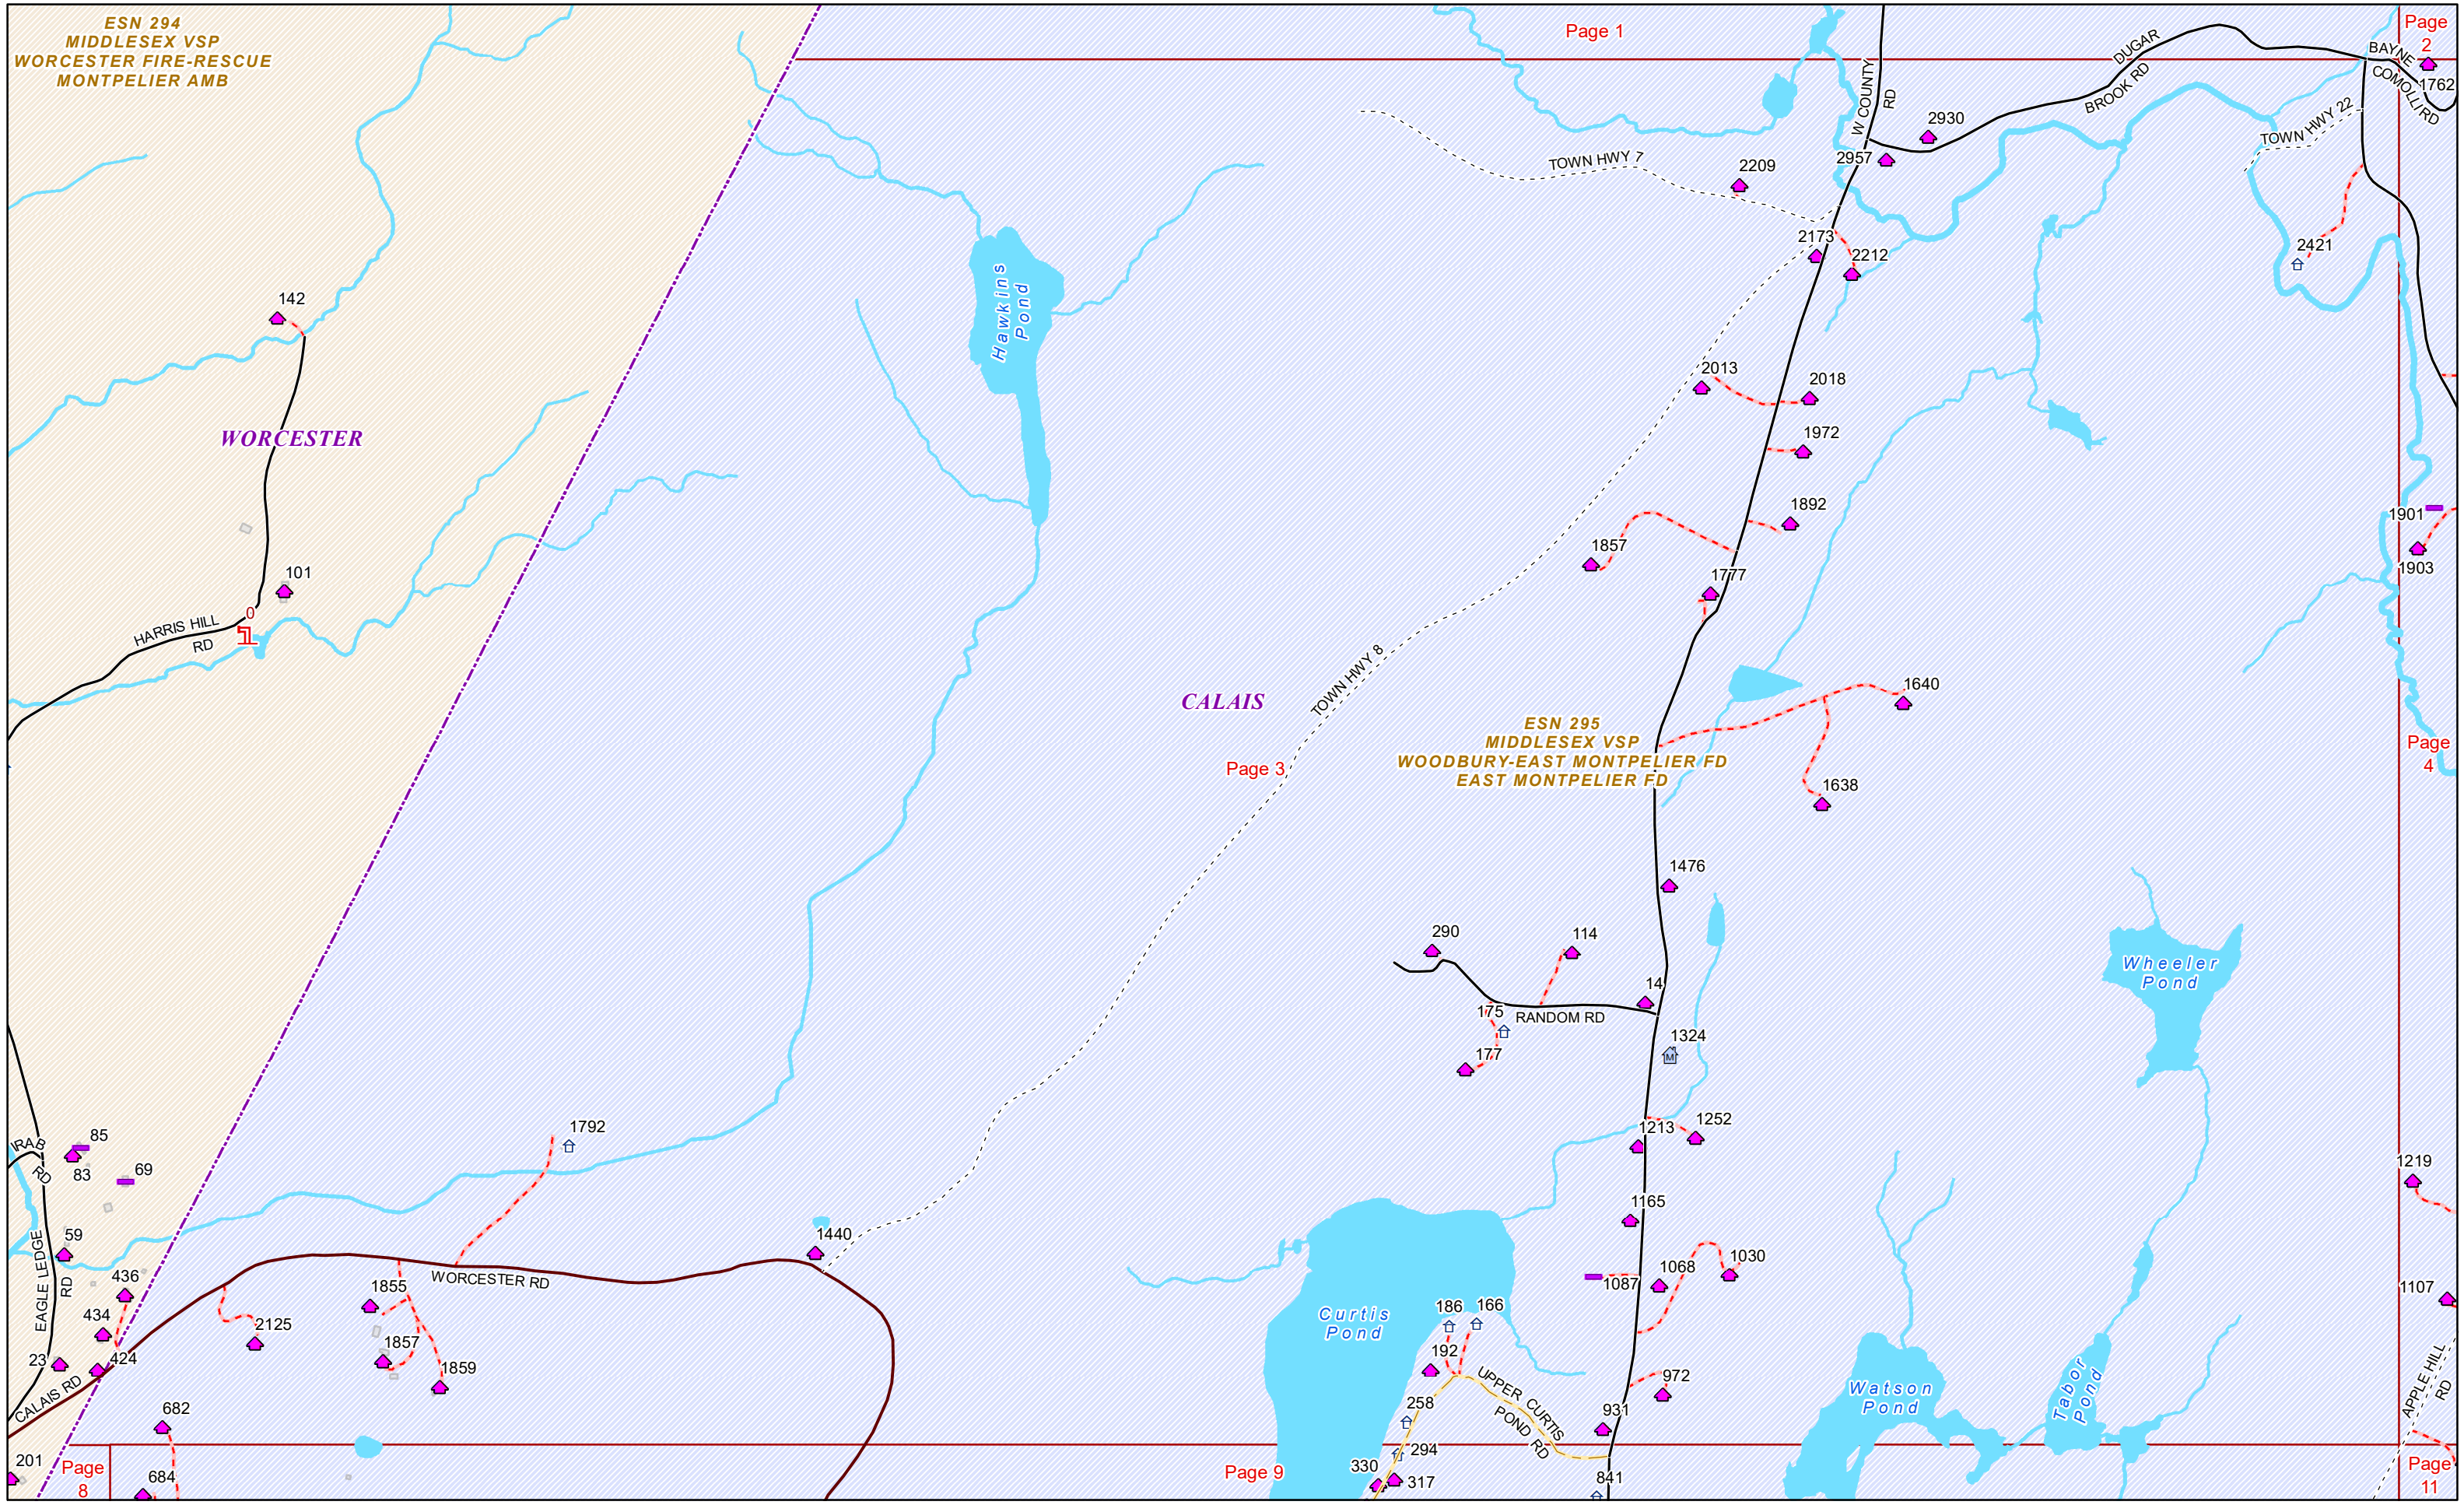 ESN 294
MIDDLESEX VSP
WORCESTER FIRE-RESCUE
MONTPELIER AMB
Page 1
Page
2
DUGAR
BROOK RD
BAYNE
COMOLLI RD
1762
W COUNTY
RD
2930
2957
TOWN HWY 22
TOWN HWY 7
2209
2173
2212
2421
Hawkins
Pond
142
2013
2018
WORCESTER
1972
1892
1901
1857
1903
101
1777
0
HARRIS HILL
RD
TOWN HWY 8
CALAIS
1640
ESN 295
MIDDLESEX VSP
WOODBURY-EAST MONTPELIER FD
EAST MONTPELIER FD
Page 3
Page
4
1638
1476
290
114
Wheeler
Pond
14
175
RANDOM RD
1324
M
177
1792
1252
1213
IRA B
RD
85
83
69
1219
1165
59
1440
EAGLE LEDGE
RD
436
WORCESTER RD
1030
1068
1087
1107
1855
434
2125
1857
1859
Curtis
Pond
186
166
192
23
424
972
CALAIS RD
UPPER CURTIS
POND RD
Watson
Pond
Tabor
Pond
APPLE HILL
RD
682
258
931
201
Page
8
684
Page 9
294
330
317
841
Page
11